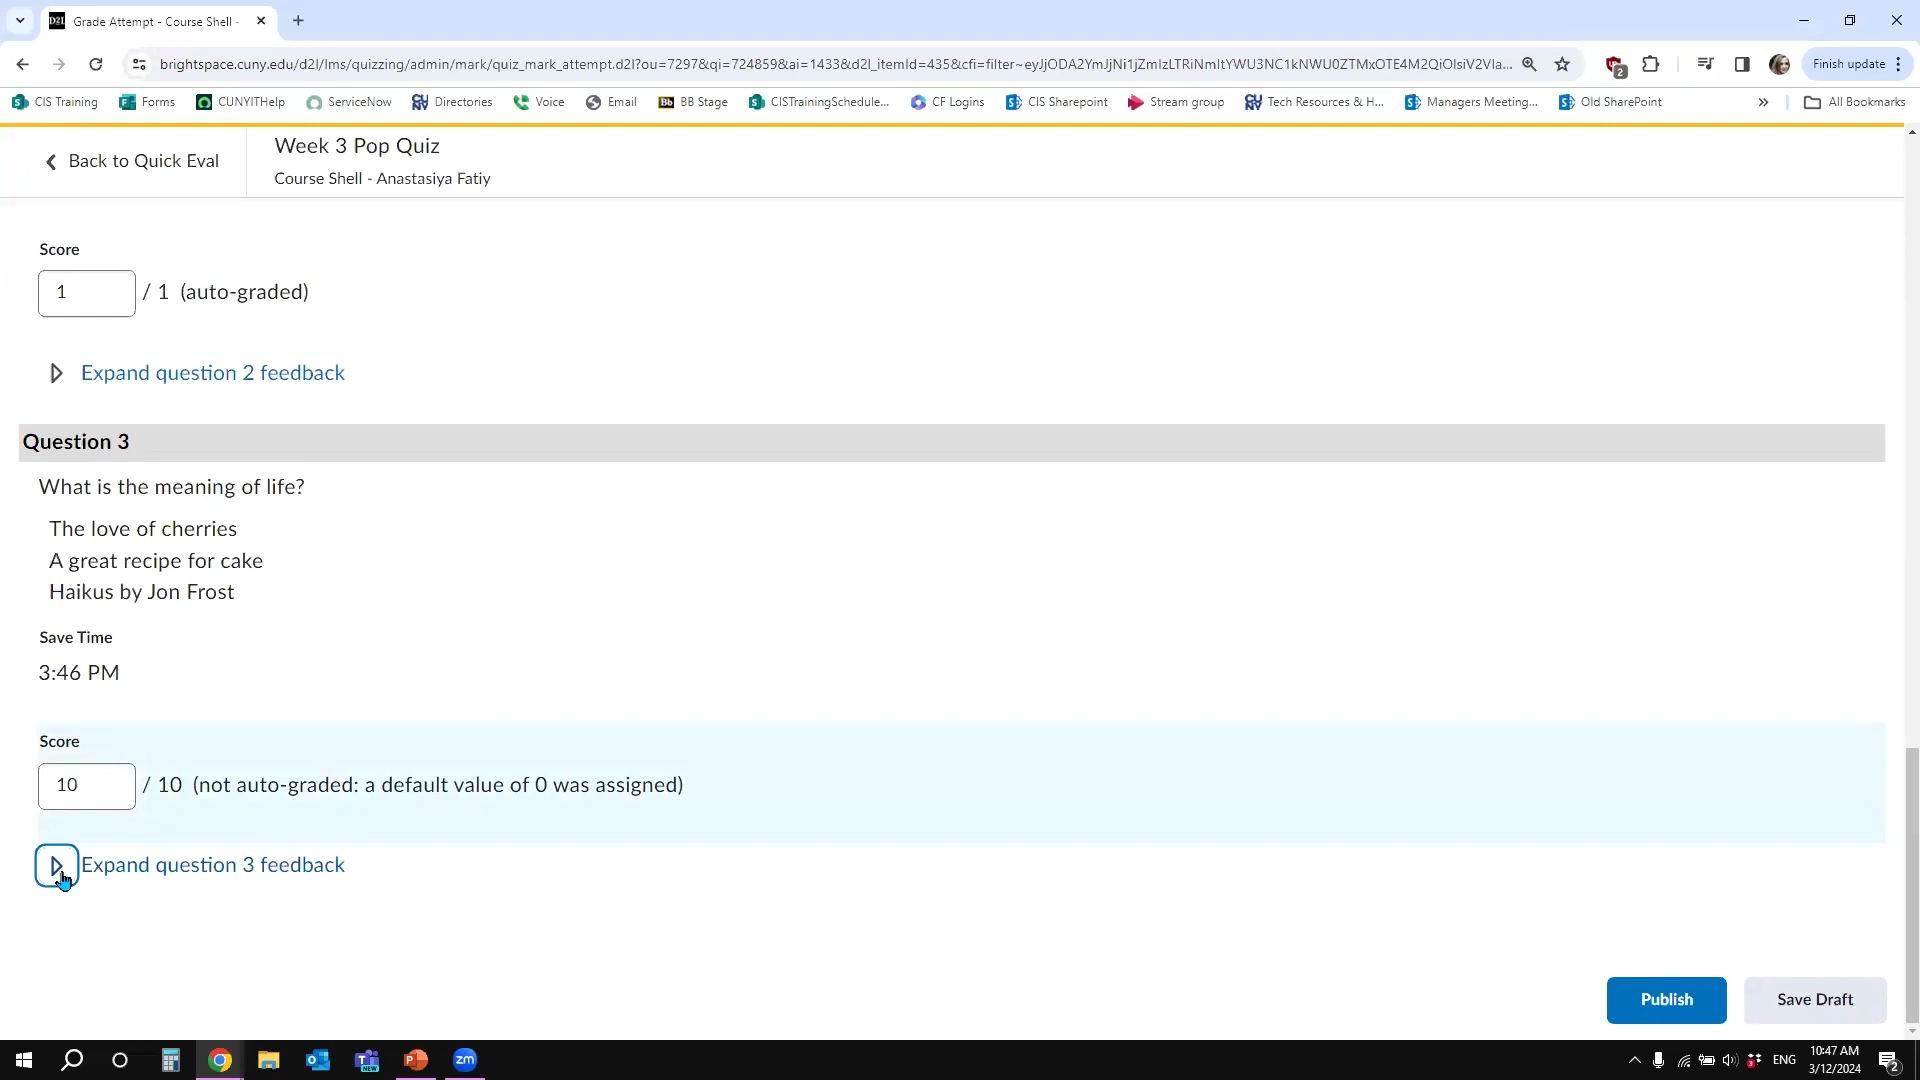 Grade Attempt - Course Shell -
brightspace.cuny.edu/d2l/lms/quizzing/admin/mark/quiz_mark_attempt.d2l?ou=7297&qi=724859&ai=1433&d2l_itemId=435&cfi=filter~
Finish update
CIS Training
Forms
CUNYITHelp
ServiceNow
Directories
Voice
Email
Bb BB Stage
CISTrainingSchedule...
CF Logins
CIS Sharepoint
Stream group
Tech Resources & H...
Managers Meeting...
Old SharePoint
All Bookmarks
Back to Quick Eval
Week 3 Pop Quiz
Course Shell - Anastasiya Fatiy
Score
1 / 1 (auto-graded)
Expand question 2 feedback
Question 3
What is the meaning of life?
The love of cherries
A great recipe for cake
Haikus by Jon Frost
Save Time
3:46 PM
Score
10 / 10 (not auto-graded: a default value of 0 was assigned)
Expand question 3 feedback
Publish
Save Draft
ENG
10:47 AM
3/12/2024
2